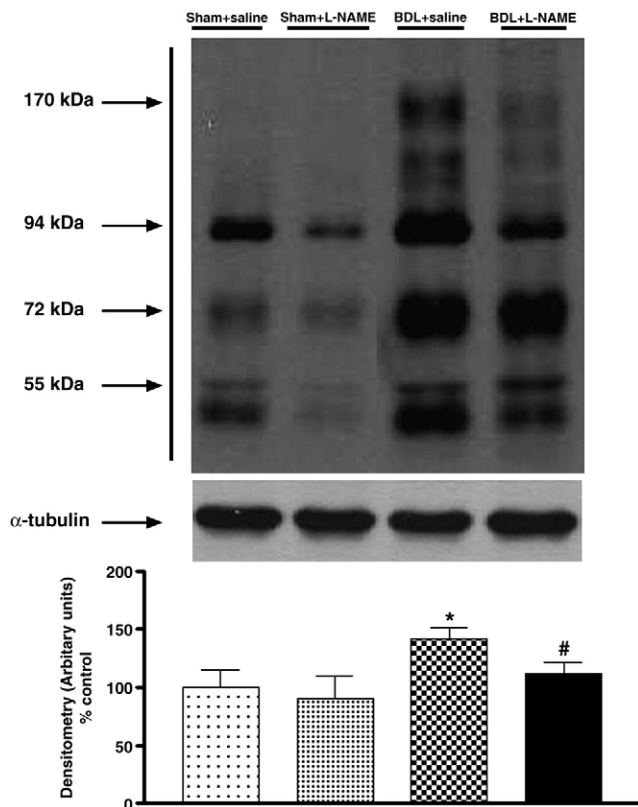 Sham+saline Sham+L-NAME BDL+saline BDL+L-NAME
170 kDa
94 kDa
72 kDa
55 kDa
α-tubulin
200
150
100
50
0
Densitometry (Arbitary units)
% control
*
#